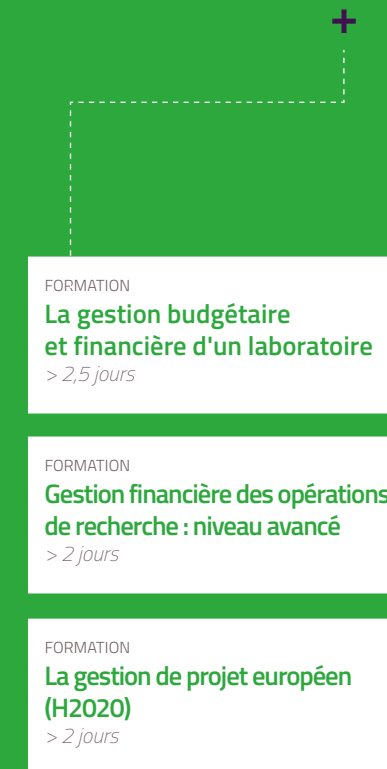 +
FORMATION
La gestion budgétaire
et financière d'un laboratoire
> 2,5 jours
FORMATION
Gestion financière des opérations
de recherche : niveau avancé
> 2 jours
FORMATION
La gestion de projet européen
(H2020)
> 2 jours